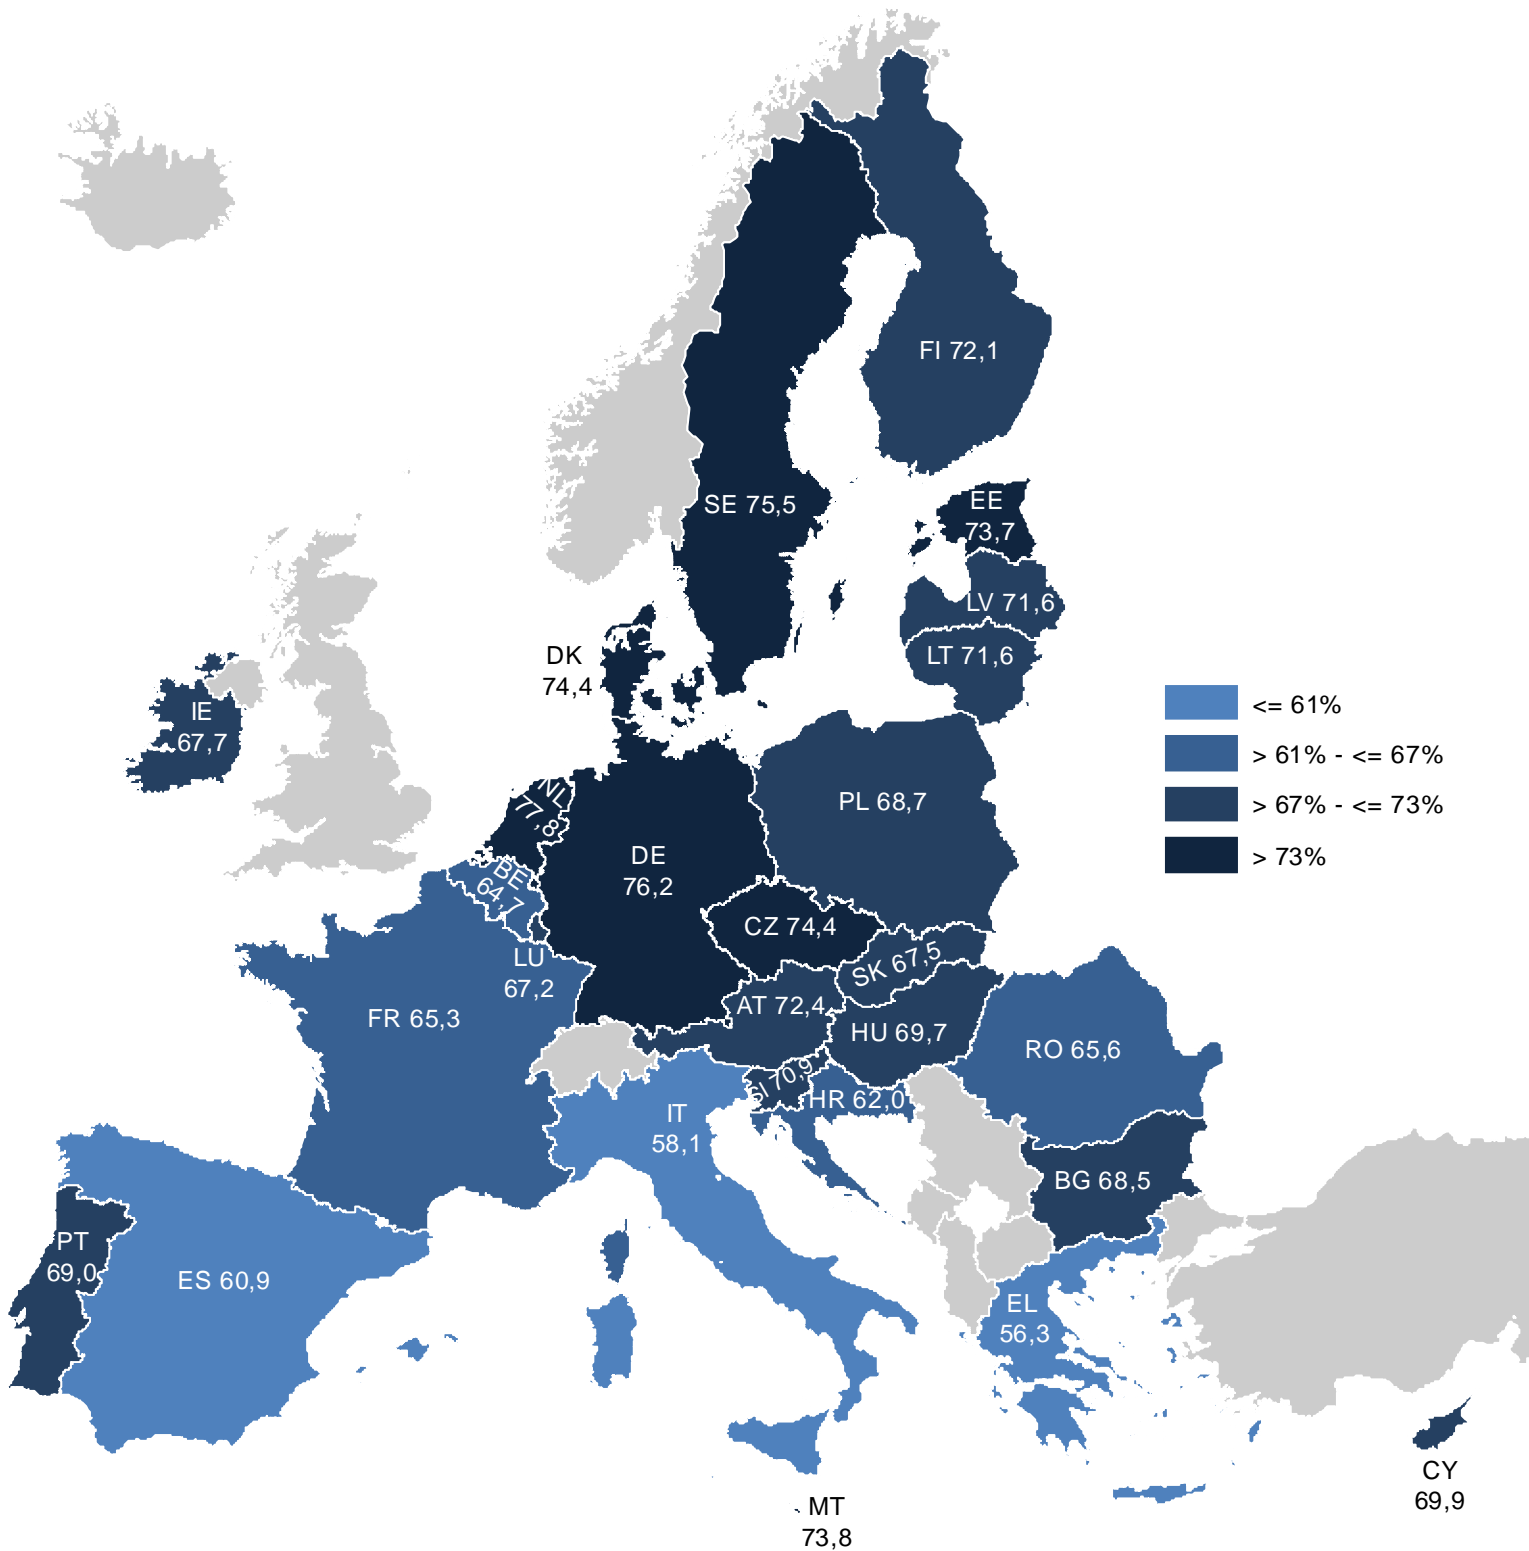 FI 72,1
SE 75,5
EE
73,7
LV 71,6
LT 71,6
DK
74,4
IE
67,7
<= 61%
> 61% - <= 67%
> 67% - <= 73%
> 73%
NL
77,8
PL 68,7
DE
76,2
BE
64,7
CZ 74,4
LU
67,2
SK 67,5
AT 72,4
FR 65,3
HU 69,7
RO 65,6
SI 70,9
HR 62,0
IT
58,1
BG 68,5
PT
69,0
ES 60,9
EL
56,3
CY
69,9
MT
73,8